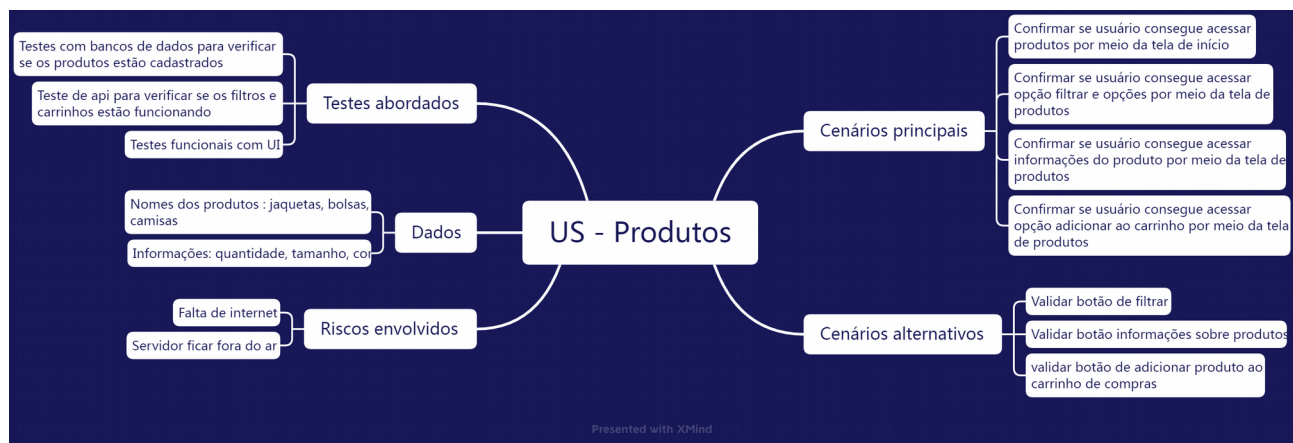 Testes com bancos de dados para verificar
se os produtos estão cadastrados
Teste de api para verificar se os filtros e
carrinhos estão funcionando
Testes funcionais com UI
Testes abordados
Nomes dos produtos : jaquetas, bolsas,
camisas
Informações: quantidade, tamanho, cor
Dados
Falta de internet
Servidor ficar fora do ar
Riscos envolvidos
US - Produtos
Cenários principais
Confirmar se usuário consegue acessar
produtos por meio da tela de início
Confirmar se usuário consegue acessar
opção filtrar e opções por meio da tela de
produtos
Confirmar se usuário consegue acessar
informações do produto por meio da tela de
produtos
Confirmar se usuário consegue acessar
opção adicionar ao carrinho por meio da tela
de produtos
Cenários alternativos
Validar botão de filtrar
Validar botão informações sobre produtos
validar botão de adicionar produto ao
carrinho de compras
Presented with XMind